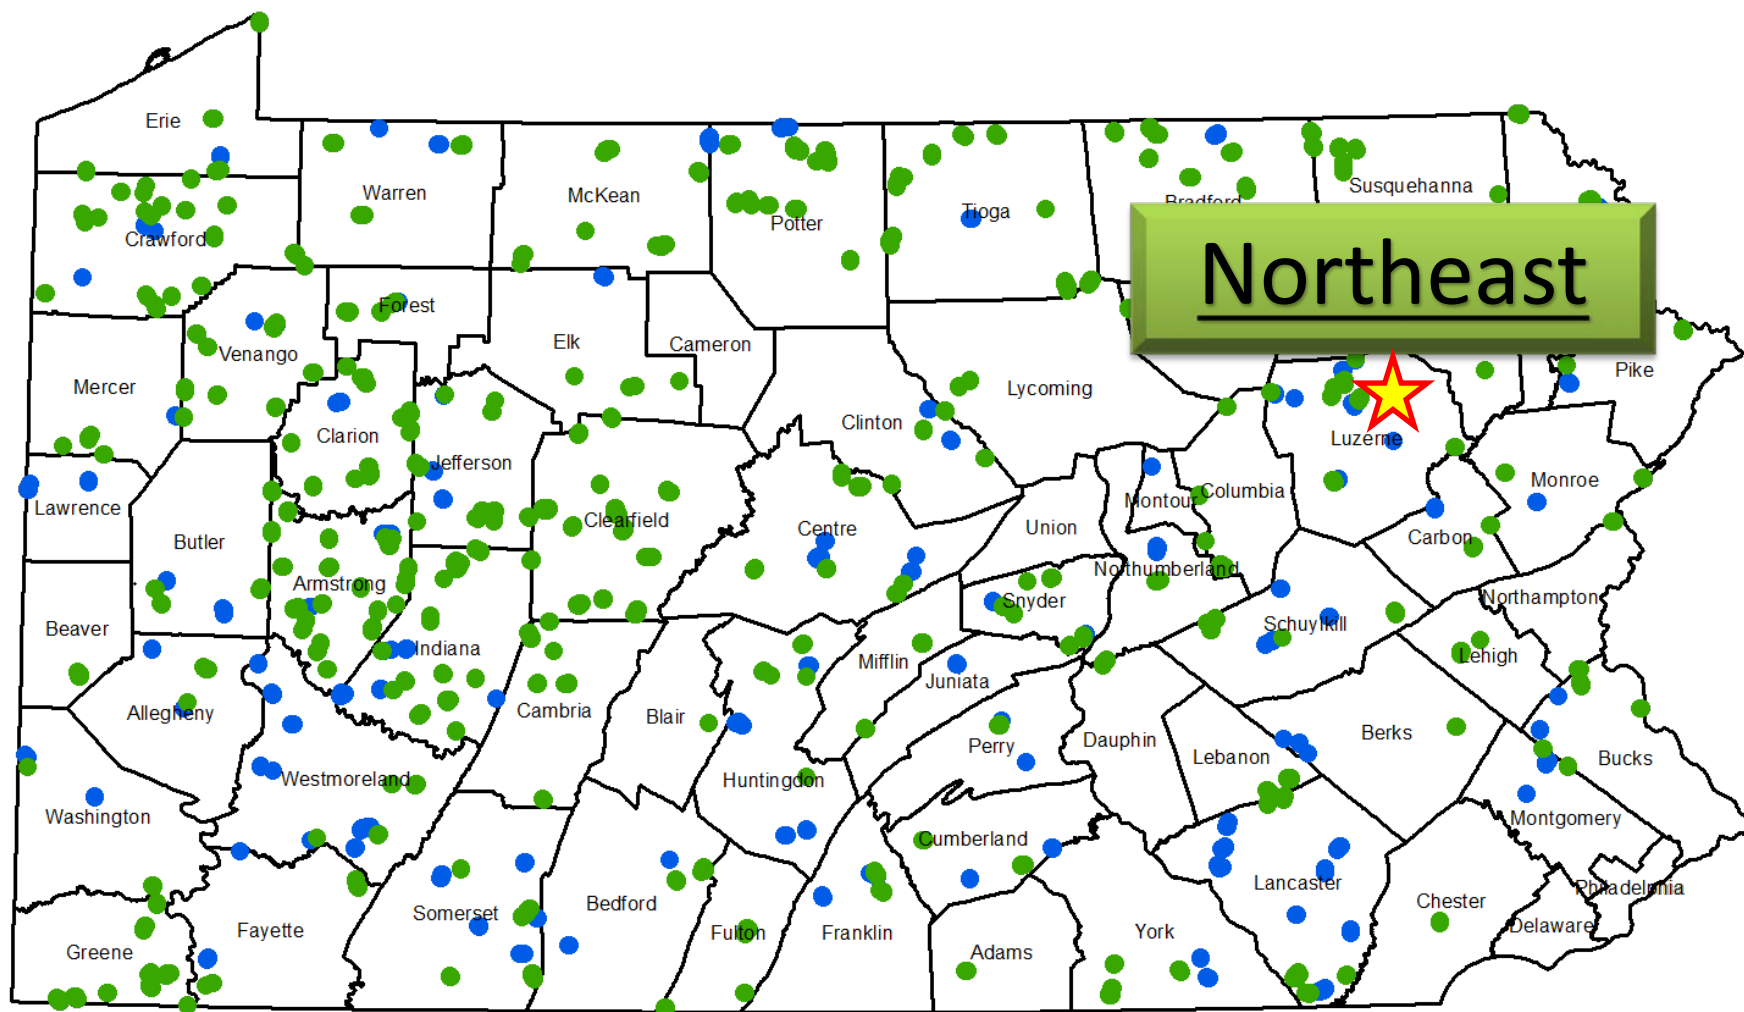 Erie
Warren
McKean
Potter
Tioga
Bradford
Susquehanna
Crawford
Northeast
Forest
Venango
Elk
Cameron
Mercer
Lycoming
Pike
Clarion
Clinton
Luzerne
Jefferson
Lawrence
Butler
Clearfield
Centre
Union
Montour
Columbia
Monroe
Carbon
Armstrong
Northumberland
Northampton
Beaver
Snyder
Schuylkill
Indiana
Mifflin
Juniata
Lehigh
Allegheny
Cambria
Blair
Perry
Dauphin
Lebanon
Berks
Bucks
Westmoreland
Huntingdon
Washington
Cumberland
Montgomery
Somerset
Bedford
Lancaster
Philadelphia
Chester
Greene
Fayette
Fulton
Franklin
Adams
York
Delaware